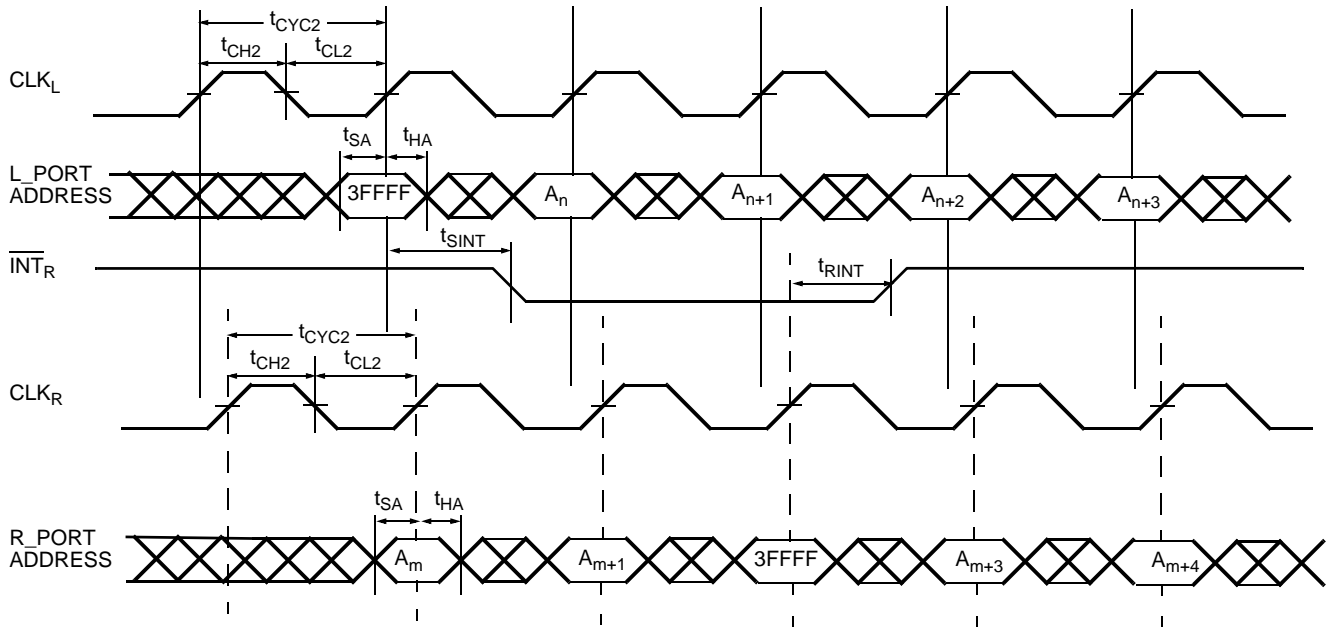 tCYC2
tCH2 tCL2
CLKL
tSA tHA
L_PORT
ADDRESS
3FFFF An An+1 An+2 An+3
tSINT
INTR
tRINT
tCYC2
tCH2 tCL2
CLKR
tSA tHA
R_PORT
ADDRESS
Am Am+1 3FFFF Am+3 Am+4